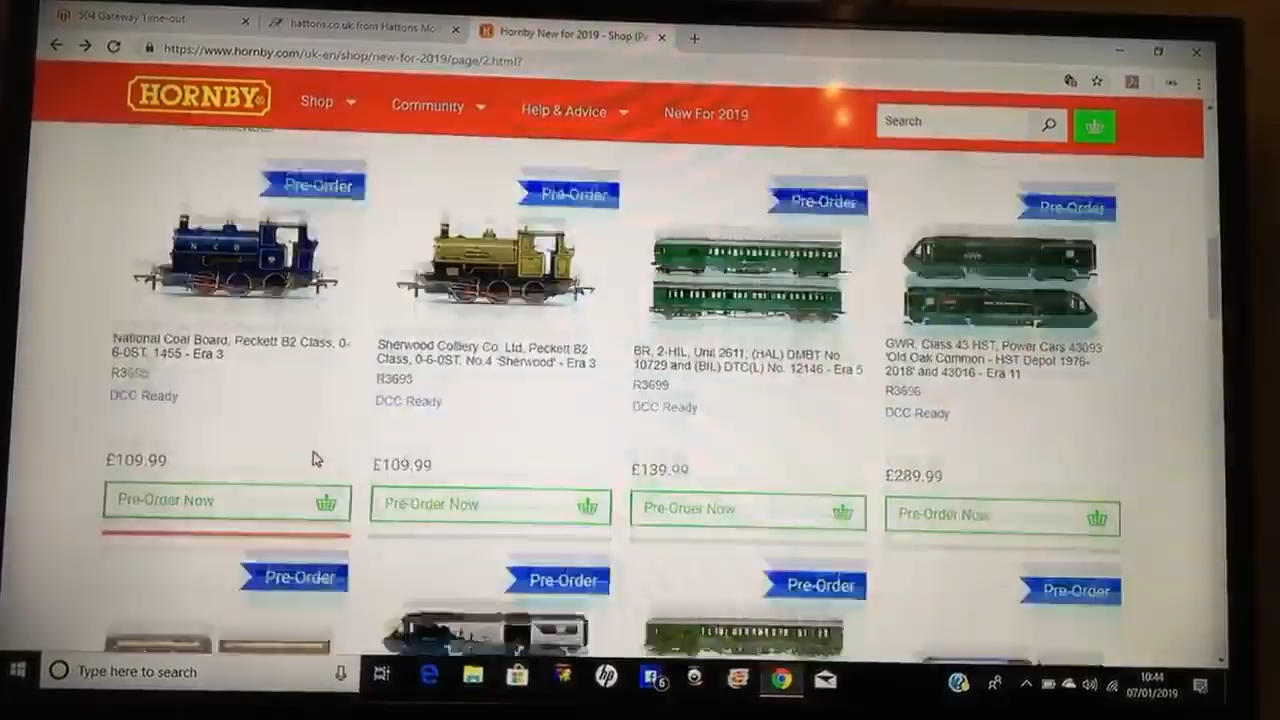 504 Gateway Time-out
hattons.co.uk from Hattons Mo
Hornby New for 2019 - Shop (Pa
https://www.hornby.com/uk-en/shop/new-for-2019/page/2.html?
HORNBY
Shop
Community
Help & Advice
New For 2019
Search
Pre-Order
Pre-Order
Pre-Order
Pre-Order
N C B
National Coal Board, Peckett B2 Class, 0-
6-0ST, 1455 - Era 3
DCC Ready
£109.99
Pre-Order Now
Sherwood Colliery Co. Ltd, Peckett B2
Class, 0-6-0ST, No.4 'Sherwood' - Era 3
R3693
DCC Ready
£109.99
Pre-Order Now
BR, 2-HIL, Unit 2611, (HAL) DMBT No.
10729 and (BIL) DTC(L) No. 12146 - Era 5
R3699
DCC Ready
£139.99
Pre-Order Now
GWR, Class 43 HST, Power Cars 43093
'Old Oak Common - HST Depot 1976-
2018' and 43016 - Era 11
R3696
DCC Ready
£289.99
Pre-Order Now
Pre-Order
Pre-Order
Pre-Order
Pre-Order
Type here to search
hp
6
10:44
07/01/2019